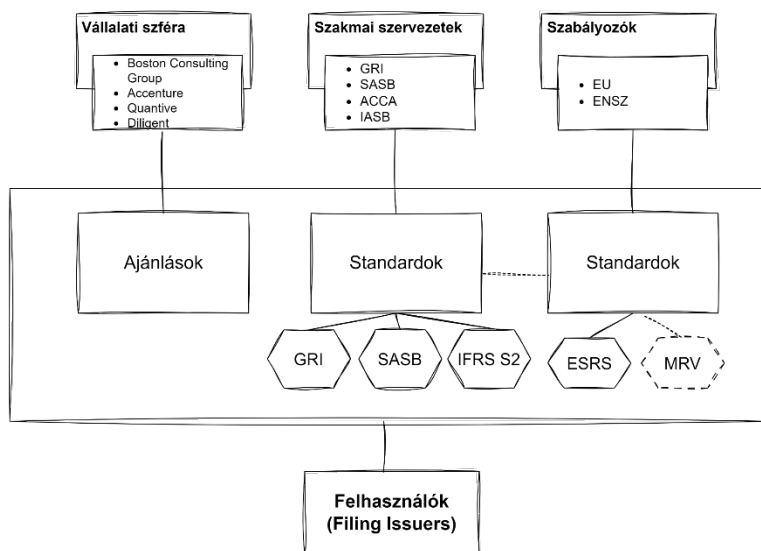 Vállalati szféra
• Boston Consulting
Group
• Accenture
• Quantive
• Diligent
Szakmai szervezetek
• GRI
• SASB
• ACCA
• IASB
Szabályozók
• EU
• ENSZ
Ajánlások
Standardok
Standardok
GRI
SASB
IFRS S2
ESRS
MRV
Felhasználók
(Filing Issuers)